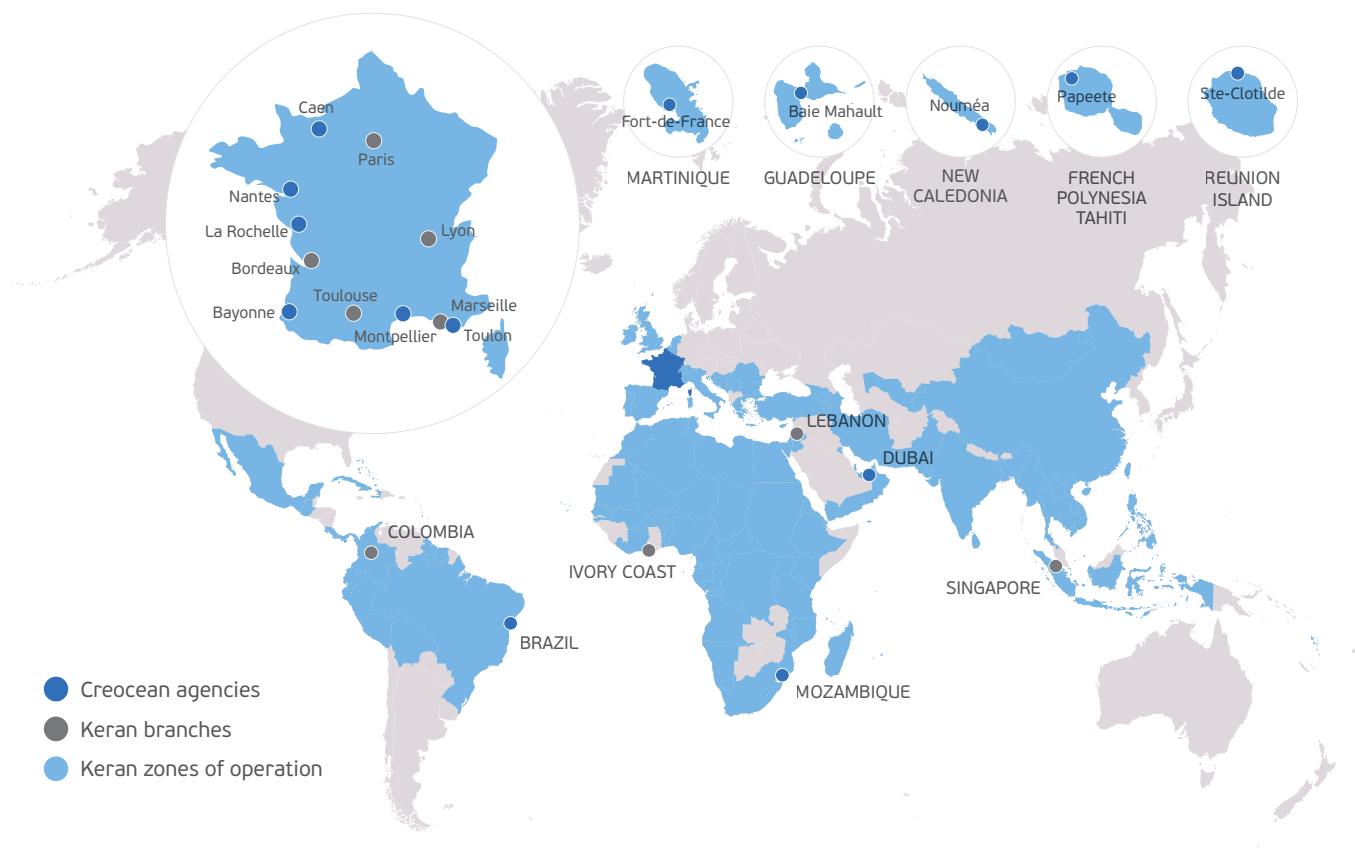 Caen
Paris
Nantes
La Rochelle
Lyon
Bordeaux
Toulouse
Bayonne
Marseille
Montpellier
Toulon
Fort-de-France
MARTINIQUE
Baie Mahault
GUADELOUPE
Nouméa
NEW
CALEDONIA
Papeete
FRENCH
POLYNESIA
TAHITI
Ste-Clotilde
REUNION
ISLAND
LEBANON
DUBAI
COLOMBIA
IVORY COAST
SINGAPORE
BRAZIL
MOZAMBIQUE
Creocean agencies
Keran branches
Keran zones of operation